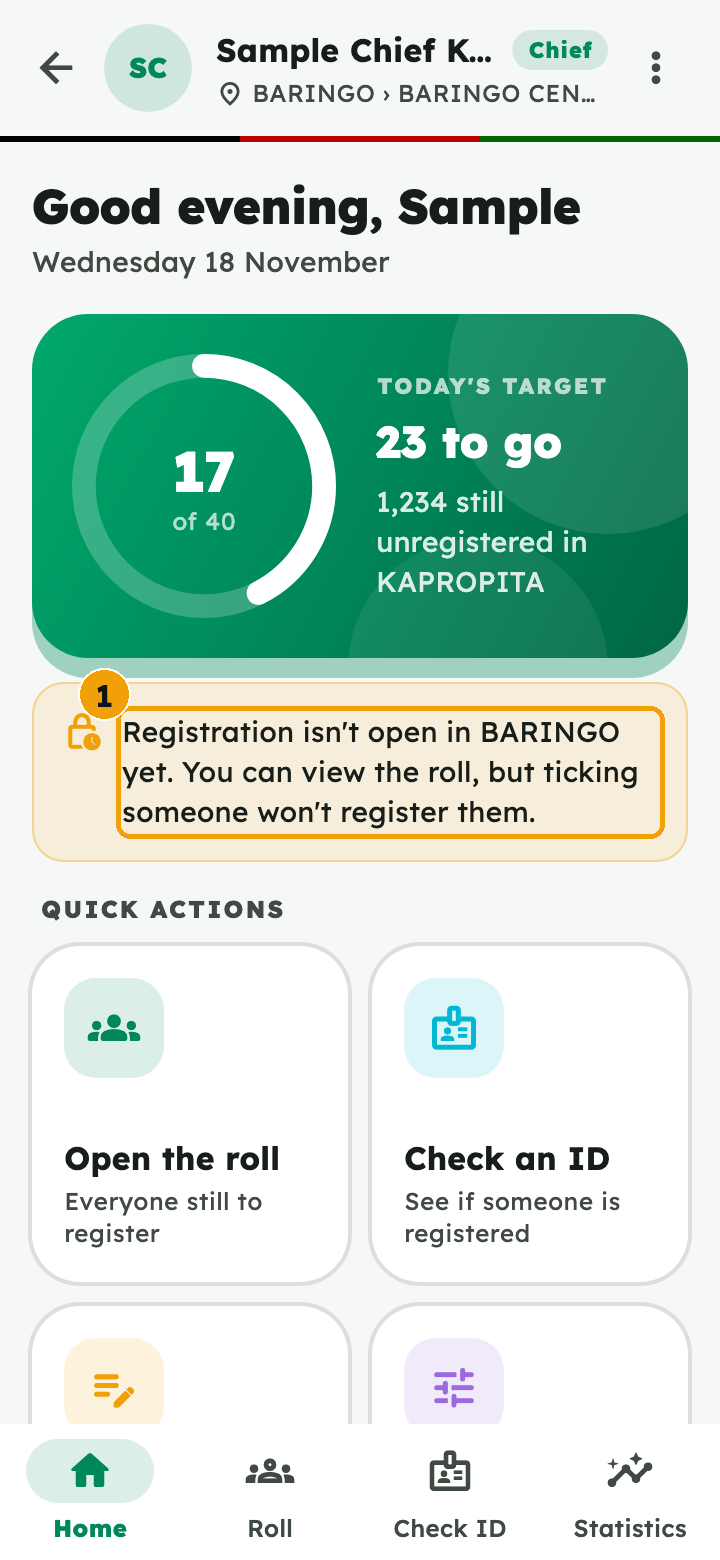 SC
Sample Chief K...
Chief
BARINGO › BARINGO CEN...
Good evening, Sample
Wednesday 18 November
17
of 40
TODAY'S TARGET
23 to go
1,234 still
unregistered in
KAPROPITA
1
Registration isn't open in BARINGO
yet. You can view the roll, but ticking
someone won't register them.
QUICK ACTIONS
Open the roll
Everyone still to
register
Check an ID
See if someone is
registered
Home
Roll
Check ID
Statistics